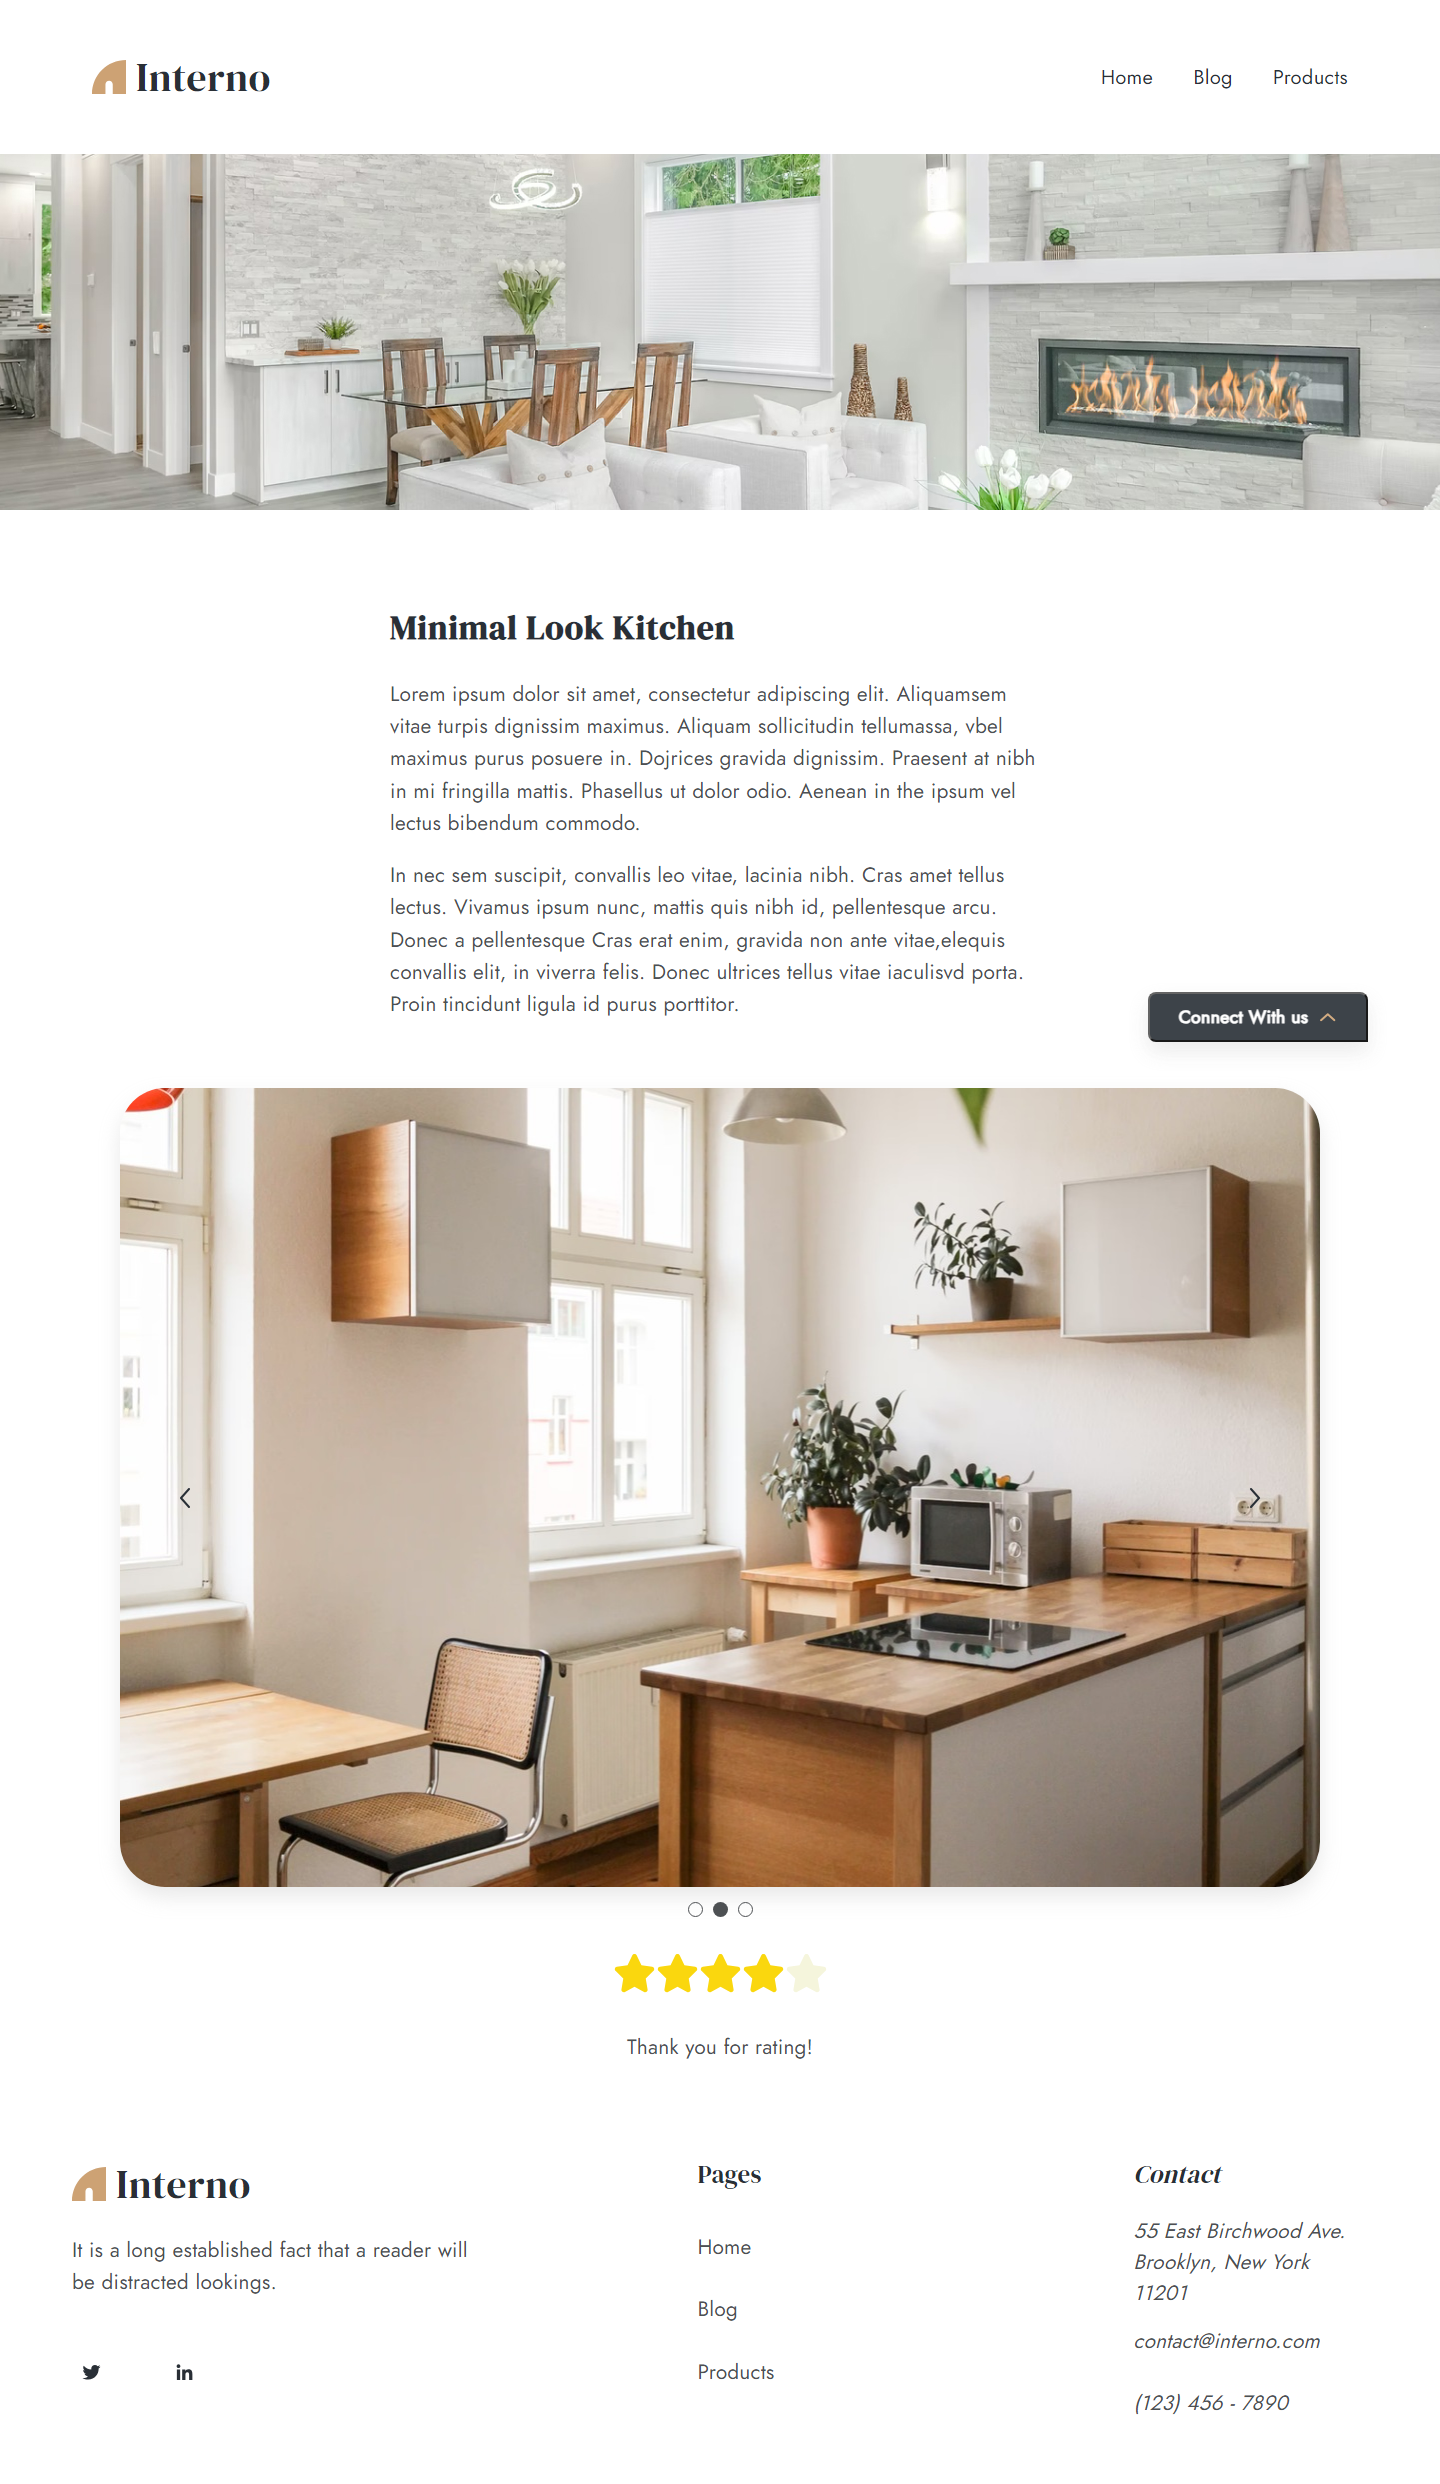 Interno
Home Blog Products
Minimal Look Kitchen
Lorem ipsum dolor sit amet, consectetur adipiscing elit. Aliquamsem
vitae turpis dignissim maximus. Aliquam sollicitudin tellumassa, vbel
maximus purus posuere in. Dojrices gravida dignissim. Praesent at nibh
in mi fringilla mattis. Phasellus ut dolor odio. Aenean in the ipsum vel
lectus bibendum commodo.
In nec sem suscipit, convallis leo vitae, lacinia nibh. Cras amet tellus
lectus. Vivamus ipsum nunc, mattis quis nibh id, pellentesque arcu.
Donec a pellentesque Cras erat enim, gravida non ante vitae,elequis
convallis elit, in viverra felis. Donec ultrices tellus vitae iaculisvd porta.
Proin tincidunt ligula id purus porttitor.
Connect With us
Thank you for rating!
Interno
It is a long established fact that a reader will
be distracted lookings.
Pages
Home
Blog
Products
Contact
55 East Birchwood Ave.
Brooklyn, New York
11201
contact@interno.com
(123) 456 - 7890